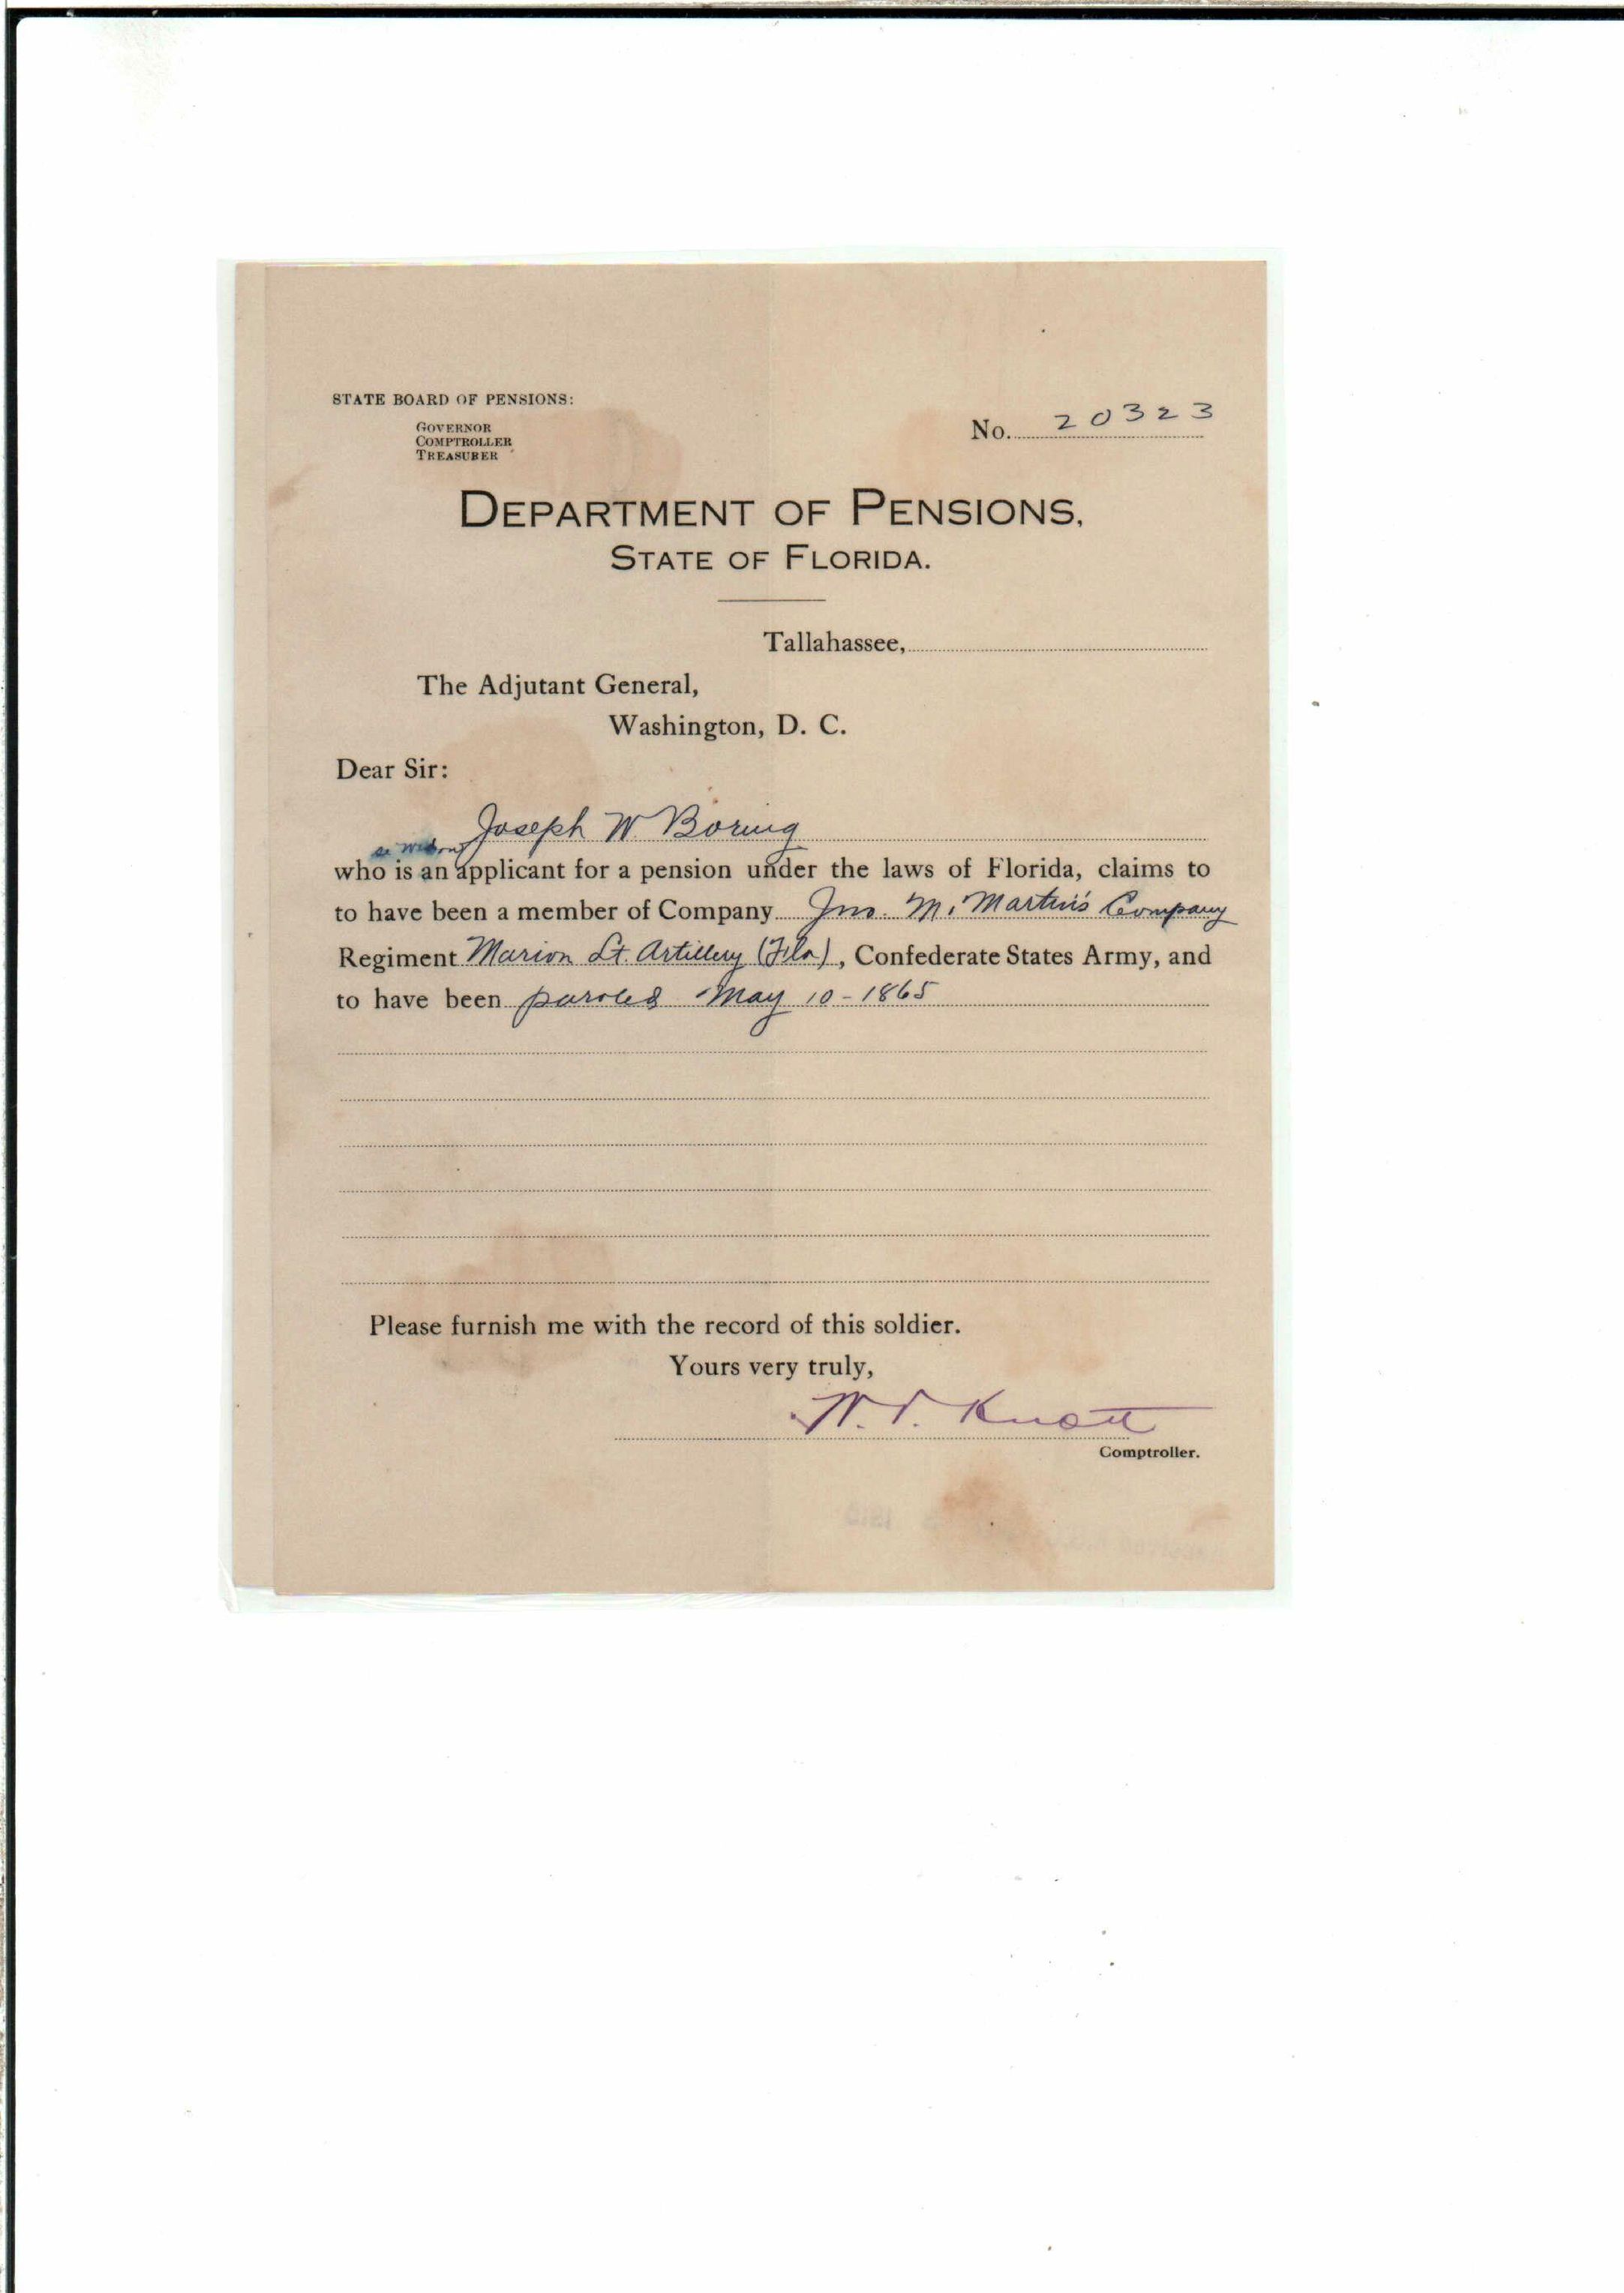 STATE BOARD OF PENSIONS:
GOVERNOR
COMPTROLLER
TREASURER
No. 20323
DEPARTMENT OF PENSIONS,
STATE OF FLORIDA.
Tallahassee,
The Adjutant General,
Washington, D. C.
Dear Sir:
Joseph W. Boring
who is an applicant for a pension under the laws of Florida, claims to
to have been a member of Company Jno. M. Martin's Company
Regiment Marion Lt. Artillery (Fla), Confederate States Army, and
to have been paroled May 10-1865
Please furnish me with the record of this soldier.
Yours very truly,
W. V. Knott
Comptroller.